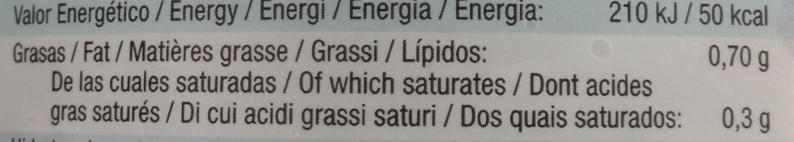 Valor Energético / Energy / Energi / Energia / Energia: 210 kJ / 50 kcal
Grasas / Fat / Matières grasse / Grassi / Lípidos: 0,70 g
De las cuales saturadas / Of which saturates / Dont acides
gras saturés / Di cui acidi grassi saturi / Dos quais saturados: 0,3 g